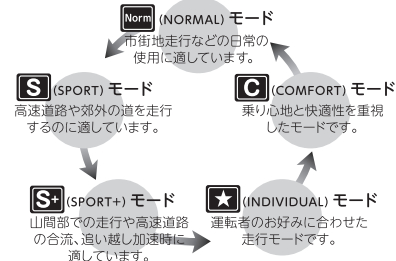 Norm (NORMAL) モード
市街地走行などの日常の
使用に適しています。
S (SPORT) モード
高速道路や郊外の道を走行
するのに適しています。
C (COMFORT) モード
乗り心地と快適性を重視
したモードです。
S+ (SPORT+) モード
山間部での走行や高速道路
の合流、追い越し加速時に
適しています。
★ (INDIVIDUAL) モード
運転者のお好みに合わせた
走行モードです。